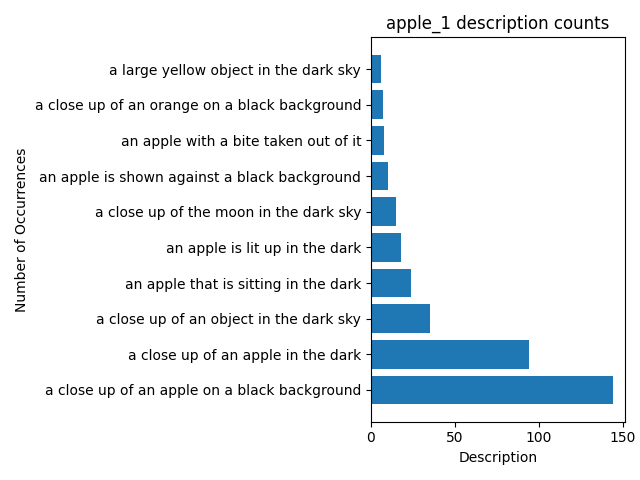 apple_1 description counts
a large yellow object in the dark sky
a close up of an orange on a black background
an apple with a bite taken out of it
an apple is shown against a black background
a close up of the moon in the dark sky
an apple is lit up in the dark
an apple that is sitting in the dark
a close up of an object in the dark sky
a close up of an apple in the dark
a close up of an apple on a black background
Number of Occurrences
0 50 100 150
Description